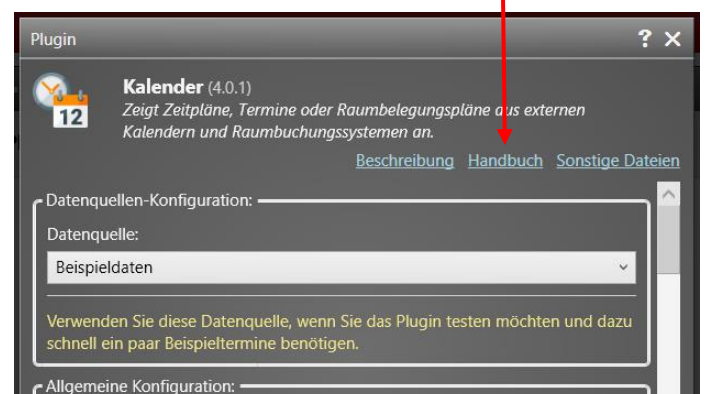 Plugin ? ×
Kalender (4.0.1)
Zeigt Zeitpläne, Termine oder Raumbelegungspläne aus externen
Kalendern und Raumbuchungssystemen an.
12
Beschreibung Handbuch Sonstige Dateien
Datenquellen-Konfiguration:
Datenquelle:
Beispieldaten
Verwenden Sie diese Datenquelle, wenn Sie das Plugin testen möchten und dazu
schnell ein paar Beispieltermine benötigen.
Allgemeine Konfiguration: